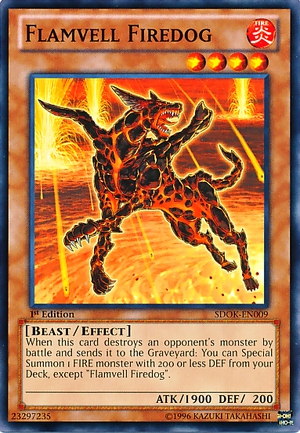 FLAMVELL FIREDOG
FIRE
炎
1st Edition
SDOK-EN009
[BEAST/EFFECT]
When this card destroys an opponent's monster by
battle and sends it to the Graveyard: You can Special
Summon 1 FIRE monster with 200 or less DEF from your
Deck, except "Flamvell Firedog".
ATK/1900 DEF/ 200
23297235
©1996 KAZUKI TAKAHASHI